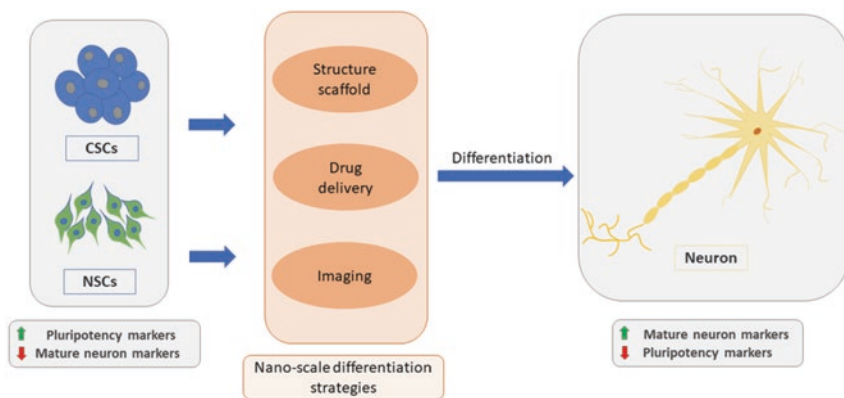 CSCs
NSCs
Pluripotency markers
Mature neuron markers
Structure
scaffold
Drug
delivery
Imaging
Nano-scale differentiation
strategies
Differentiation
Neuron
Mature neuron markers
Pluripotency markers